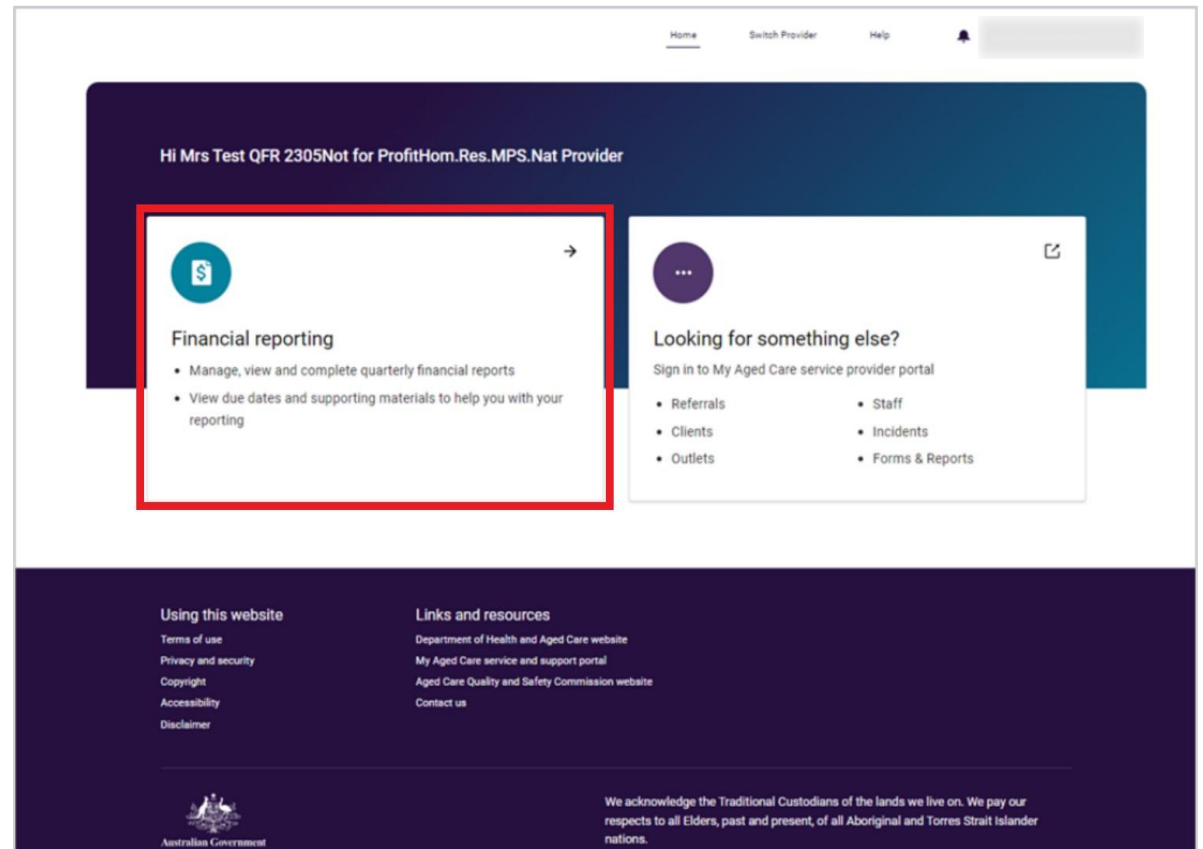 Home Switch Provider Help
Hi Mrs Test QFR 2305Not for ProfitHom.Res.MPS.Nat Provider
Financial reporting
• Manage, view and complete quarterly financial reports
• View due dates and supporting materials to help you with your
reporting
Looking for something else?
Sign in to My Aged Care service provider portal
• Referrals
• Clients
• Outlets
• Staff
• Incidents
• Forms & Reports
Using this website
Terms of use
Privacy and security
Copyright
Accessibility
Disclaimer
Links and resources
Department of Health and Aged Care website
My Aged Care service and support portal
Aged Care Quality and Safety Commission website
Contact us
Australian Government
We acknowledge the Traditional Custodians of the lands we live on. We pay our
respects to all Elders, past and present, of all Aboriginal and Torres Strait Islander
nations.